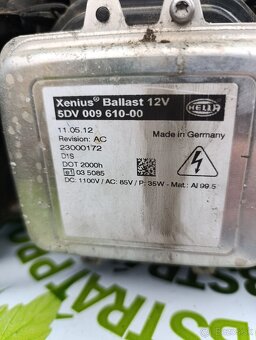 Xenius® Ballast 12V
5DV 009 610-00
HELLA
11.05.12
Made in Germany
Revision: AC
23000172
D1S
DOT 2000h
e1 03 5085
DC: 1100V / AC: 85V / P: 35W - Mat.: Al 99.5